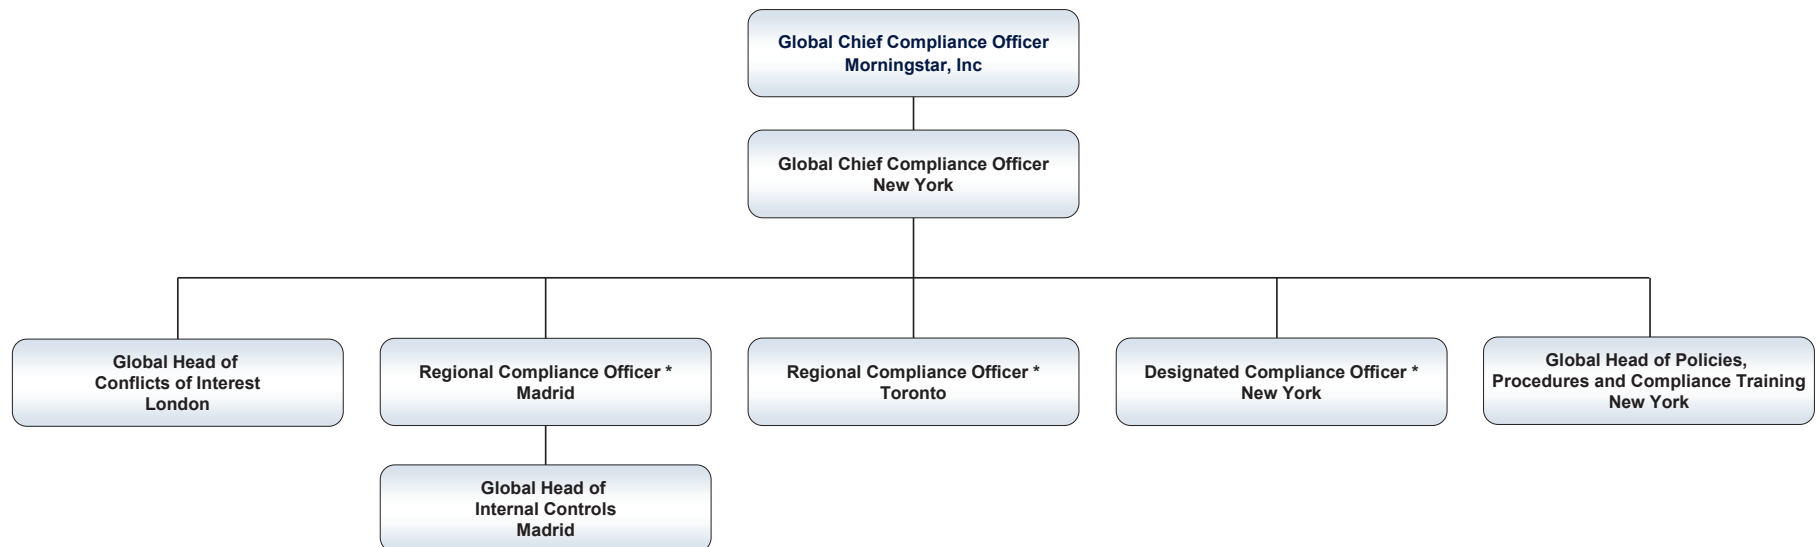 Global Chief Compliance Officer
Morningstar, Inc
Global Chief Compliance Officer
New York
Global Head of
Conflicts of Interest
London
Regional Compliance Officer *
Madrid
Regional Compliance Officer *
Toronto
Designated Compliance Officer *
New York
Global Head of Policies,
Procedures and Compliance Training
New York
Global Head of
Internal Controls
Madrid